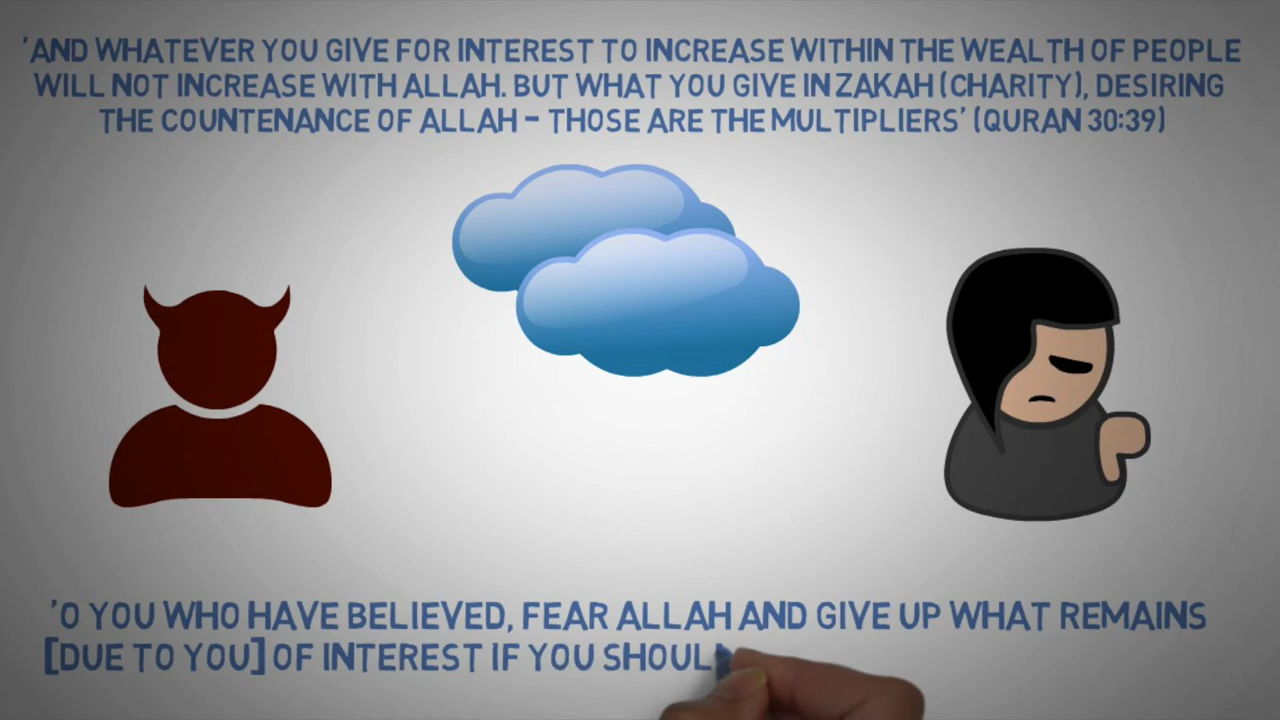 'AND WHATEVER YOU GIVE FOR INTEREST TO INCREASE WITHIN THE WEALTH OF PEOPLE
WILL NOT INCREASE WITH ALLAH. BUT WHAT YOU GIVE IN ZAKAH (CHARITY), DESIRING
THE COUNTENANCE OF ALLAH - THOSE ARE THE MULTIPLIERS' (QURAN 30:39)
'O YOU WHO HAVE BELIEVED, FEAR ALLAH AND GIVE UP WHAT REMAINS
[DUE TO YOU] OF INTEREST IF YOU SHOUL